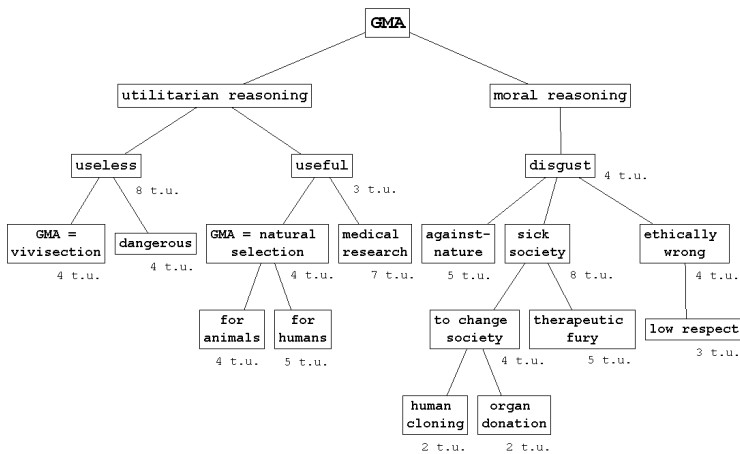 GMA
utilitarian reasoning
moral reasoning
useless
8 t.u.
useful
3 t.u.
disgust
4 t.u.
GMA =
vivisection
4 t.u.
dangerous
4 t.u.
GMA = natural
selection
4 t.u.
medical
research
7 t.u.
against-
nature
5 t.u.
sick
society
8 t.u.
ethically
wrong
4 t.u.
for
animals
4 t.u.
for
humans
5 t.u.
to change
society
4 t.u.
therapeutic
fury
5 t.u.
low respect
3 t.u.
human
cloning
2 t.u.
organ
donation
2 t.u.